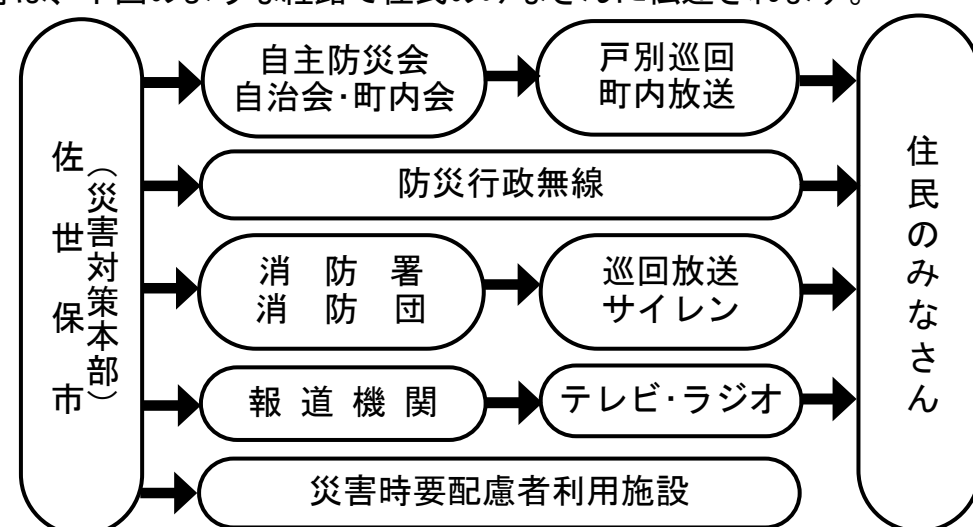 自主防災会
自治会・町内会
戸別巡回
町内放送
防災行政無線
佐世保市
（災害対策本部）
消防署
消防団
巡回放送
サイレン
報道機関
テレビ・ラジオ
災害時要配慮者利用施設
住民のみなさん